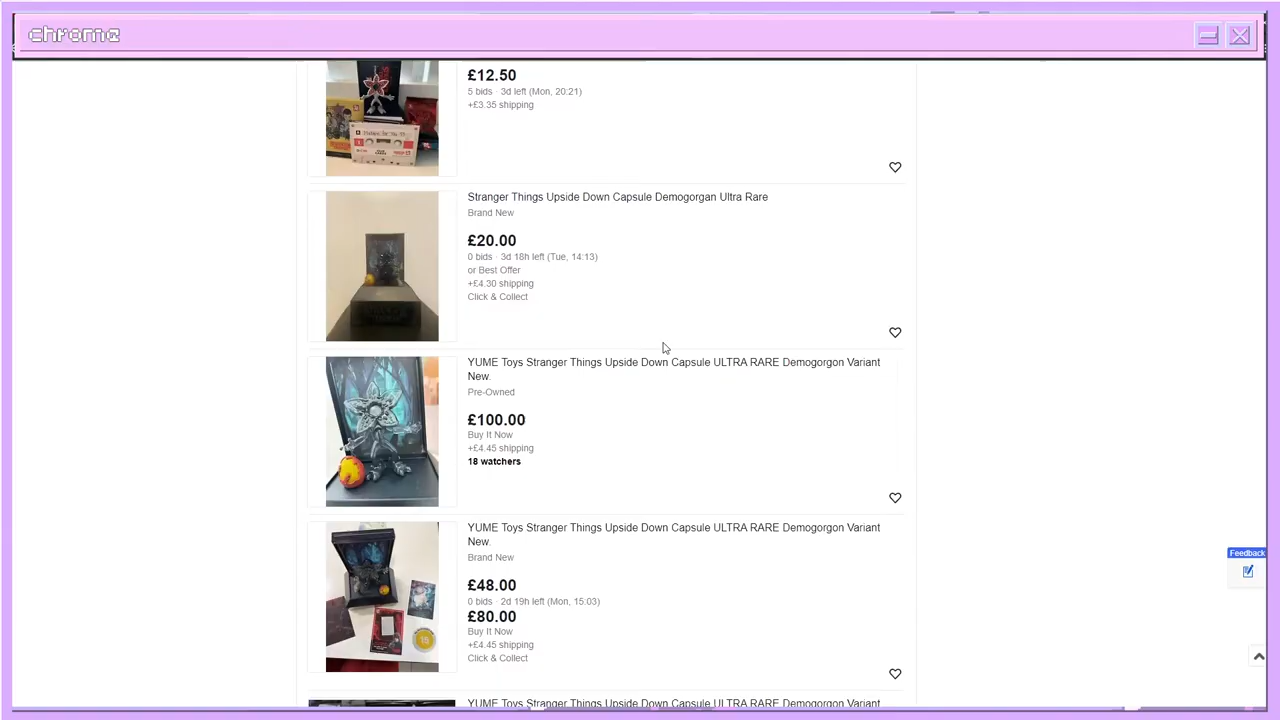 chrome
£12.50
5 bids · 3d left (Mon, 20:21)
+£3.35 shipping
Stranger Things Upside Down Capsule Demogorgan Ultra Rare
Brand New
£20.00
0 bids · 3d 18h left (Tue, 14:13)
or Best Offer
+£4.30 shipping
Click & Collect
YUME Toys Stranger Things Upside Down Capsule ULTRA RARE Demogorgon Variant
New.
Pre-Owned
£100.00
Buy It Now
+£4.45 shipping
18 watchers
YUME Toys Stranger Things Upside Down Capsule ULTRA RARE Demogorgon Variant
New.
Brand New
£48.00
0 bids · 2d 19h left (Mon, 15:03)
£80.00
Buy It Now
+£4.45 shipping
Click & Collect
YUME Toys Stranger Things Upside Down Capsule ULTRA RARE Demogorgon Variant
Feedback